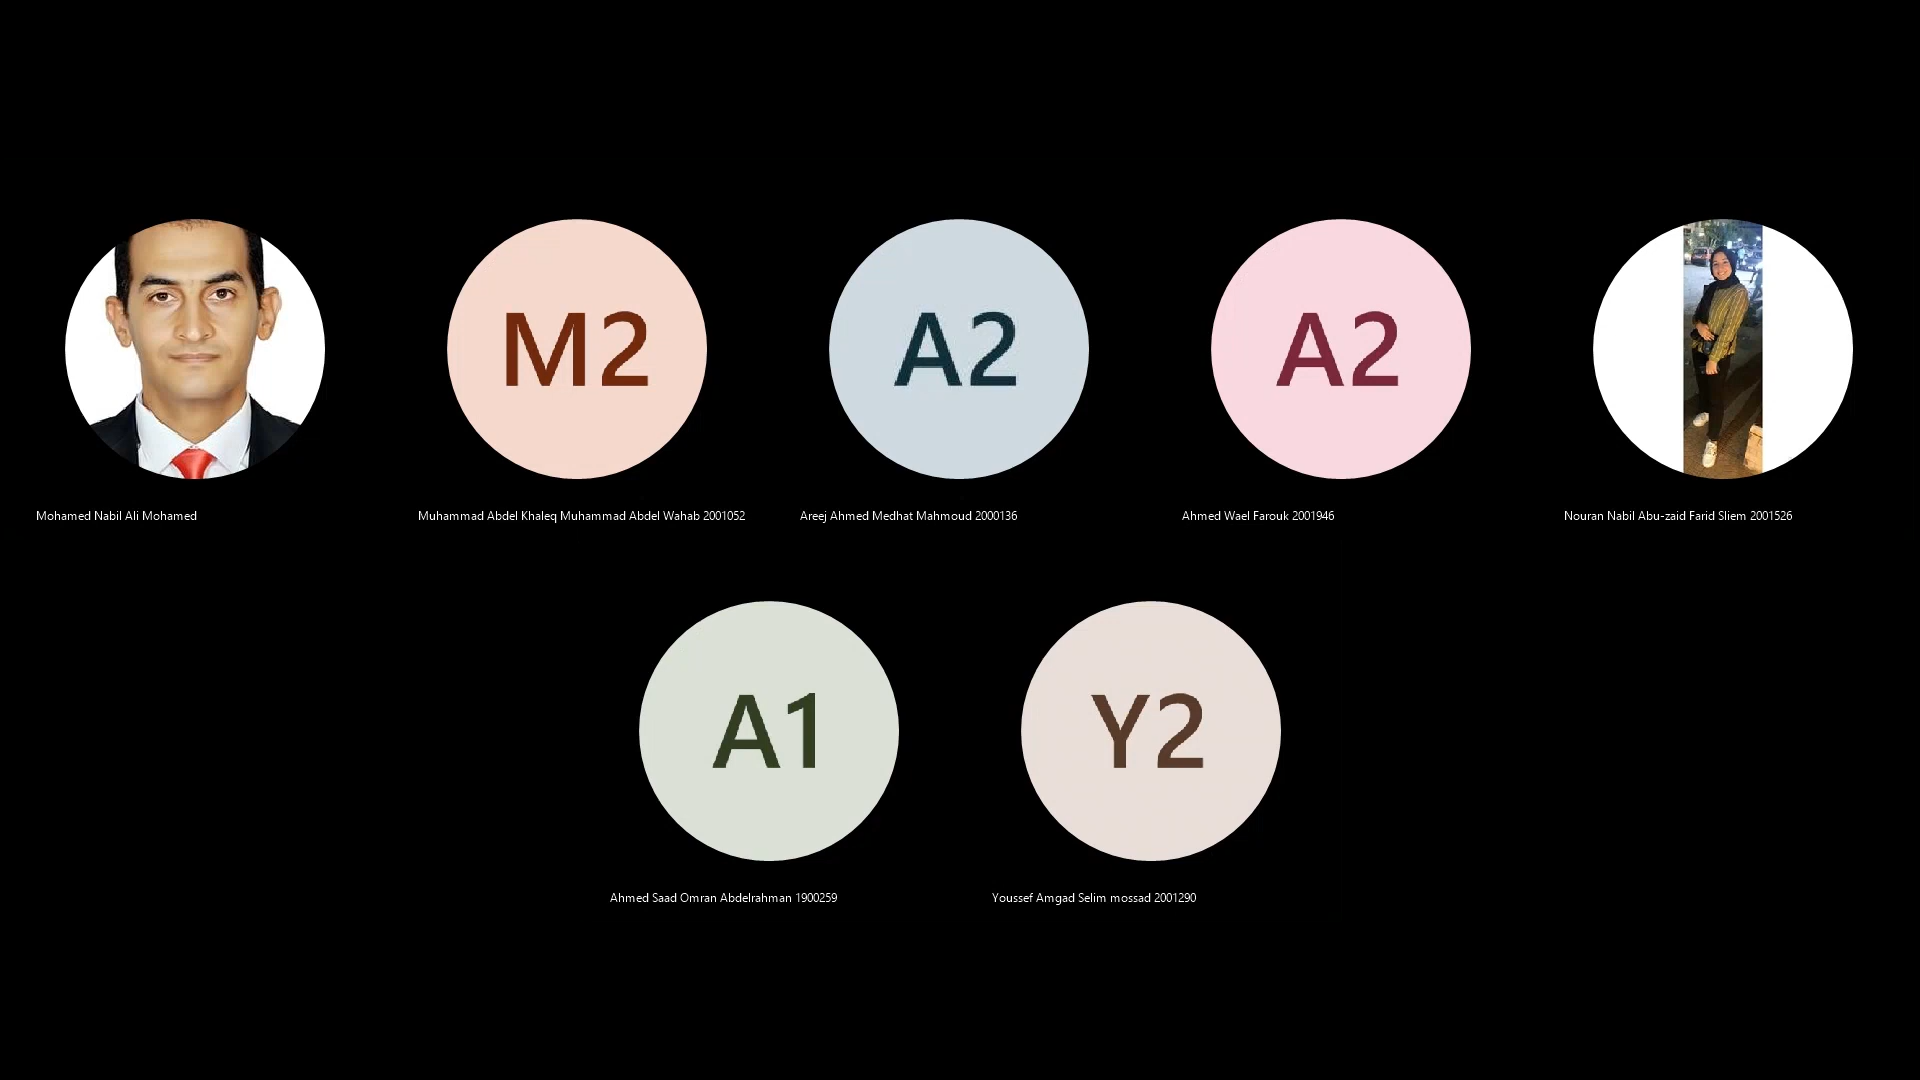 M2
A2
A2
Mohamed Nabil Ali Mohamed
Muhammad Abdel Khaleq Muhammad Abdel Wahab 2001052
Areej Ahmed Medhat Mahmoud 2000136
Ahmed Wael Farouk 2001946
Nouran Nabil Abu-zaid Farid Sliem 2001526
A1
Y2
Ahmed Saad Omran Abdelrahman 1900259
Youssef Amgad Selim mossad 2001290